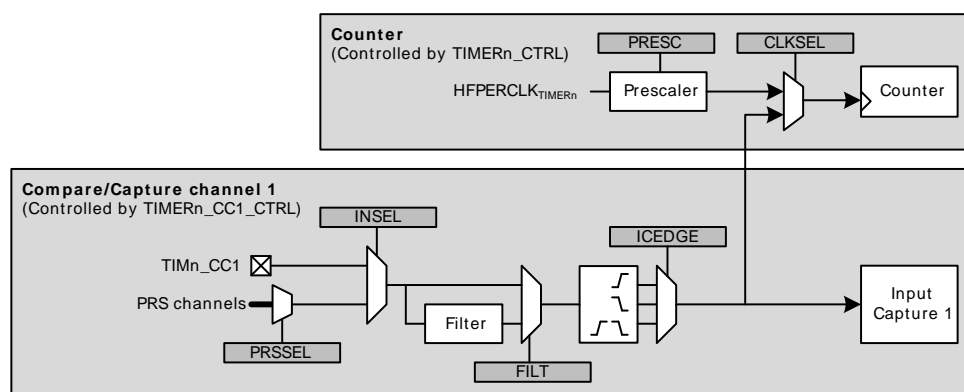 Counter
(Controlled by TIMERn_CTRL)
PRESC
CLKSEL
HFPERCLKTIMERn
Prescaler
Counter
Compare/Capture channel 1
(Controlled by TIMERn_CC1_CTRL)
INSEL
ICEDGE
TIMn_CC1
PRS channels
Filter
Input
Capture 1
PRSSEL
FILT